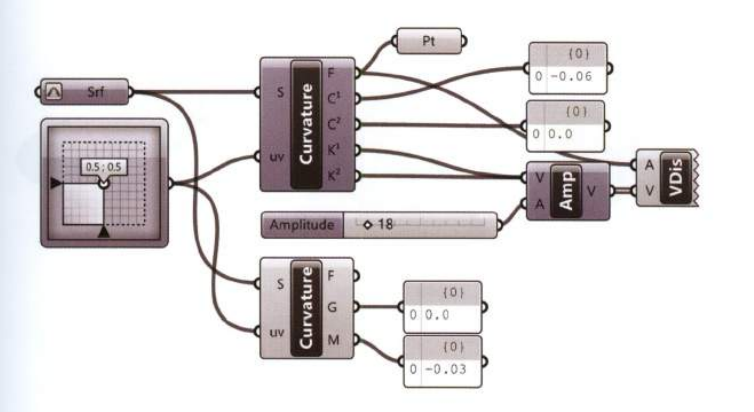 Srf
0.5 ; 0.5
S
uv
Curvature
F
C¹
C²
K¹
K²
Pt
{0}
0 -0.06
{0}
0 0.0
Amplitude
18
V
A
Amp
V
A
V
VDis
S
uv
Curvature
F
G
M
{0}
0 0.0
{0}
0 -0.03